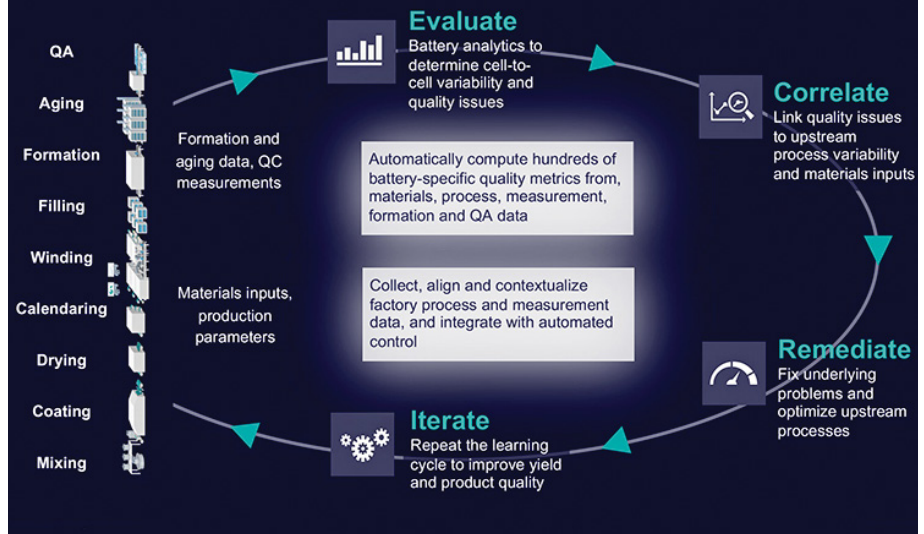 QA
Aging
Formation
Filling
Winding
Calendaring
Drying
Coating
Mixing
Formation and
aging data, QC
measurements
Materials inputs,
production
parameters
Evaluate
Battery analytics to
determine cell-to-
cell variability and
quality issues
Correlate
Link quality issues
to upstream
process variability
and materials inputs
Automatically compute hundreds of
battery-specific quality metrics from,
materials, process, measurement,
formation and QA data
Collect, align and contextualize
factory process and measurement
data, and integrate with automated
control
Remediate
Fix underlying
problems and
optimize upstream
processes
Iterate
Repeat the learning
cycle to improve yield
and product quality